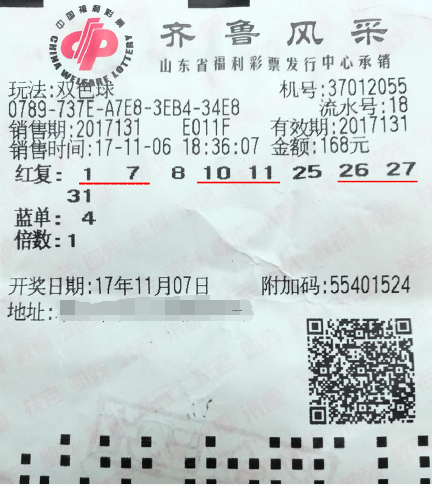 中国福利彩票
CHINA WELFARE LOTTERY
齐鲁风采
山东省福利彩票发行中心承销
玩法:双色球 机号:37012055
0789-737E-A7E8-3EB4-34E8 流水号:18
销售期:2017131 E011F 有效期:2017131
销售时间:17-11-06 18:36:07 金额:168元
红复: 1 7 8 10 11 25 26 27
31
蓝单: 4
倍数:1
开奖日期:17年11月07日 附加码:55401524
地址: